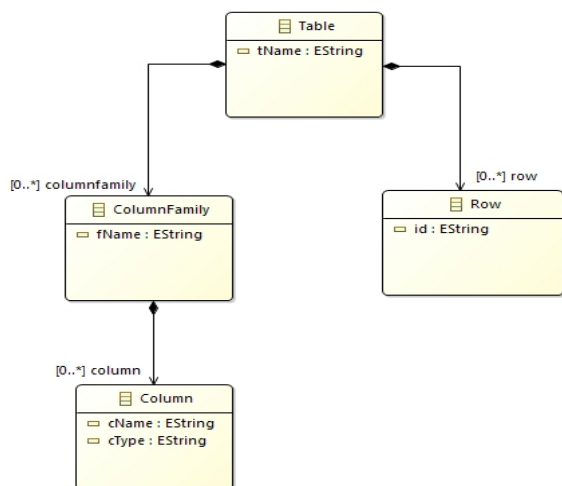 Table
tName : EString
[0..*] columnfamily
[0..*] row
ColumnFamily
fName : EString
Row
id : EString
[0..*] column
Column
cName : EString
cType : EString